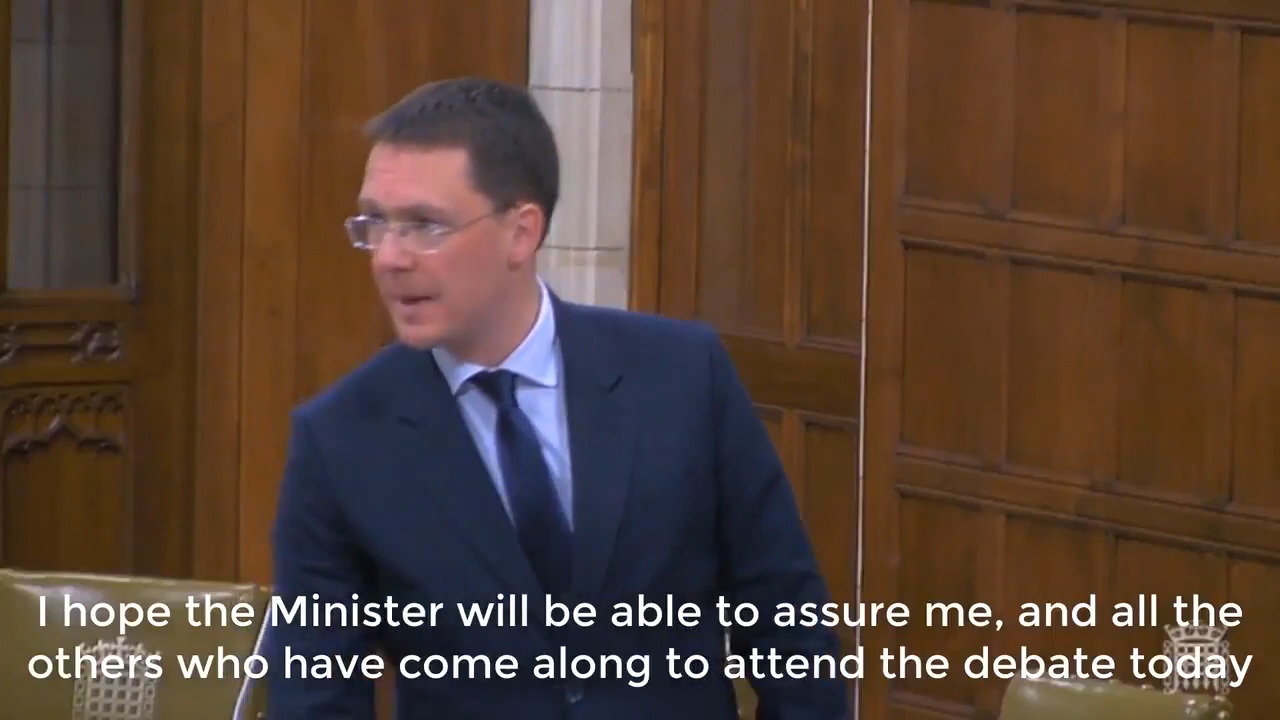 I hope the Minister will be able to assure me, and all the
others who have come along to attend the debate today